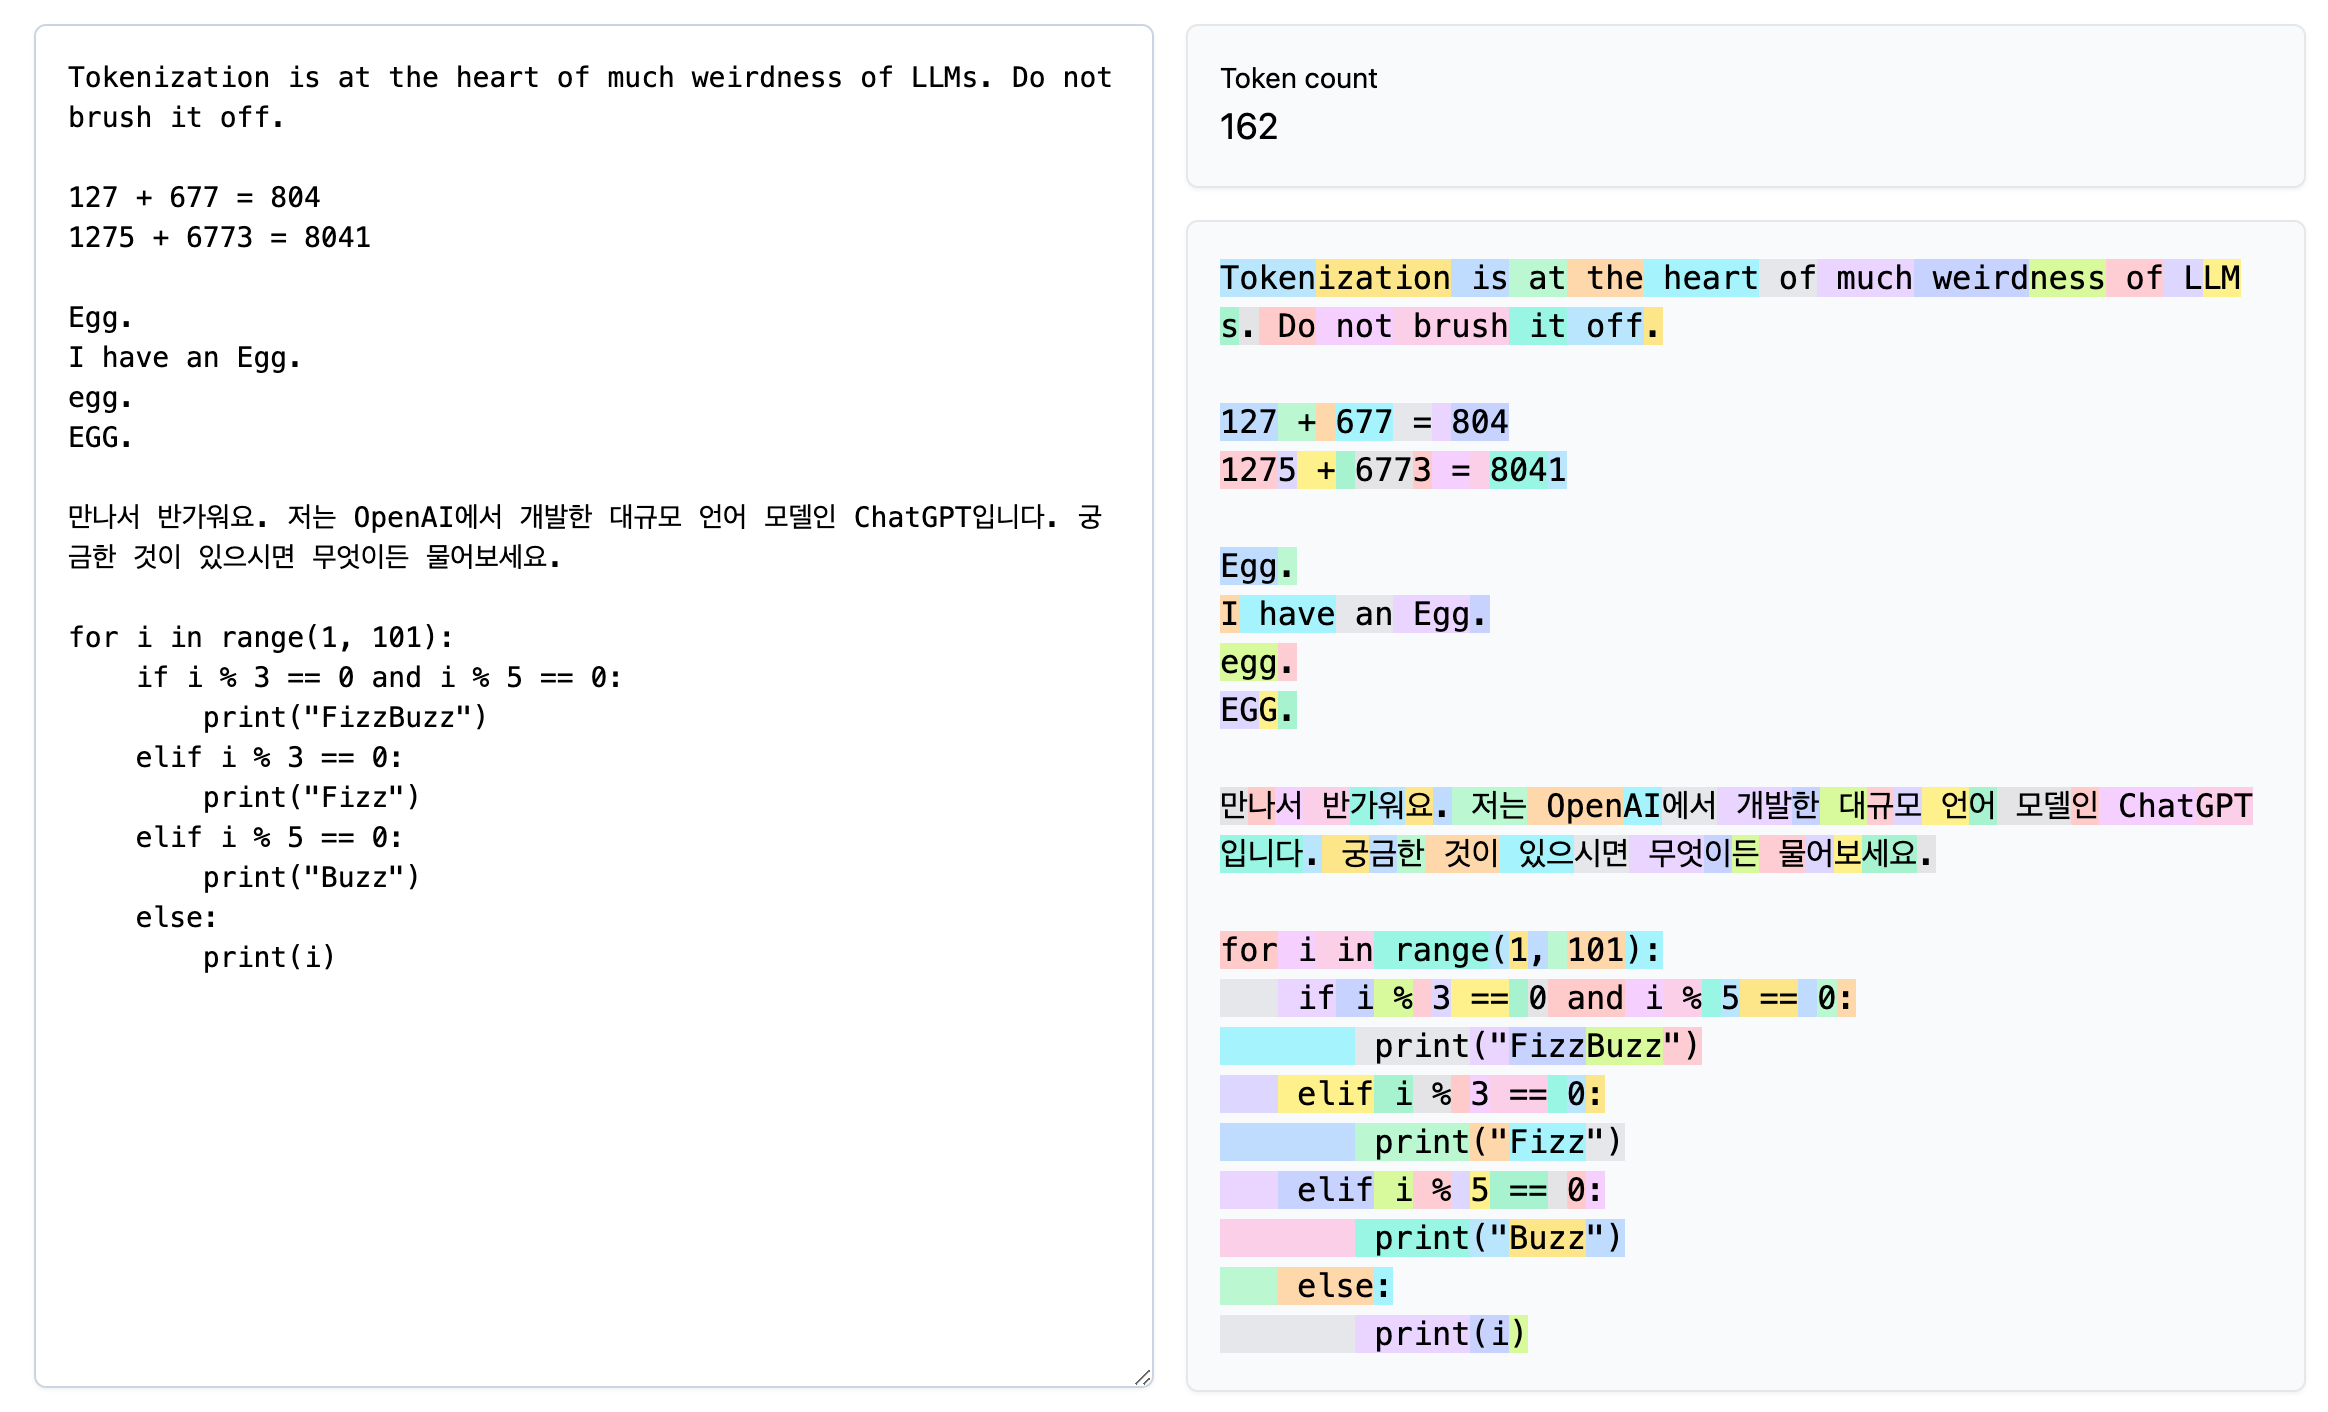 Tokenization is at the heart of much weirdness of LLMs. Do not
brush it off.

127 + 677 = 804
1275 + 6773 = 8041

Egg.
I have an Egg.
egg.
EGG.

만나서 반가워요. 저는 OpenAI에서 개발한 대규모 언어 모델인 ChatGPT입니다. 궁
금한 것이 있으시면 무엇이든 물어보세요.

for i in range(1, 101):
    if i % 3 == 0 and i % 5 == 0:
        print("FizzBuzz")
    elif i % 3 == 0:
        print("Fizz")
    elif i % 5 == 0:
        print("Buzz")
    else:
        print(i)

Token count
162

Tokenization is at the heart of much weirdness of LLM
s. Do not brush it off.

127 + 677 = 804
1275 + 6773 = 8041

Egg.
I have an Egg.
egg.
EGG.

만나서 반가워요. 저는 OpenAI에서 개발한 대규모 언어 모델인 ChatGPT
입니다. 궁금한 것이 있으시면 무엇이든 물어보세요.

for i in range(1, 101):
    if i % 3 == 0 and i % 5 == 0:
        print("FizzBuzz")
    elif i % 3 == 0:
        print("Fizz")
    elif i % 5 == 0:
        print("Buzz")
    else:
        print(i)